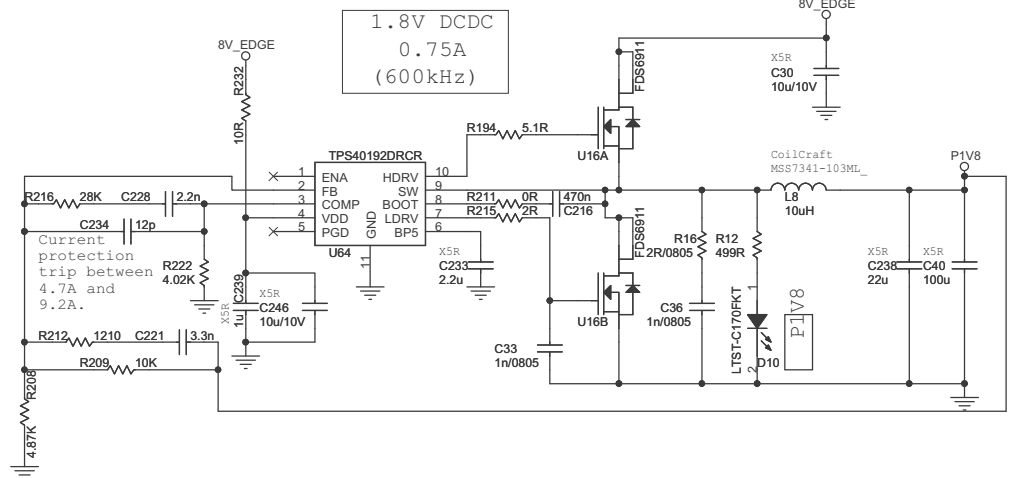 8V_EDGE
1.8V DCDC
0.75A
(600kHz)
8V_EDGE
R232
10R
FDS6911
X5R
C30
10u/10V
R194 5.1R
U16A
TPS40192DRCR
1 ENA HDRV 10
2 FB SW 9
3 COMP BOOT 8
4 VDD LDRV 7
5 PGD BP5 6
GND
11
U64
CoilCraft
MSS7341-103ML_
P1V8
L8
10uH
R216 28K C228 2.2n
R211 0R 470n
C216
R215 2R
C234 12p
Current
protection
trip between
4.7A and
9.2A.
R222
4.02K
X5R
C233
2.2u
FDS6911
R16
2R/0805
R12
499R
X5R
C238
22u
X5R
C40
100u
X5R
1u C239
X5R
C246
10u/10V
U16B
C36
1n/0805
LTST-C170FKT
1
2
D10
P1V8
R212 1210 C221 3.3n
C33
1n/0805
R209 10K
R208
4.87K